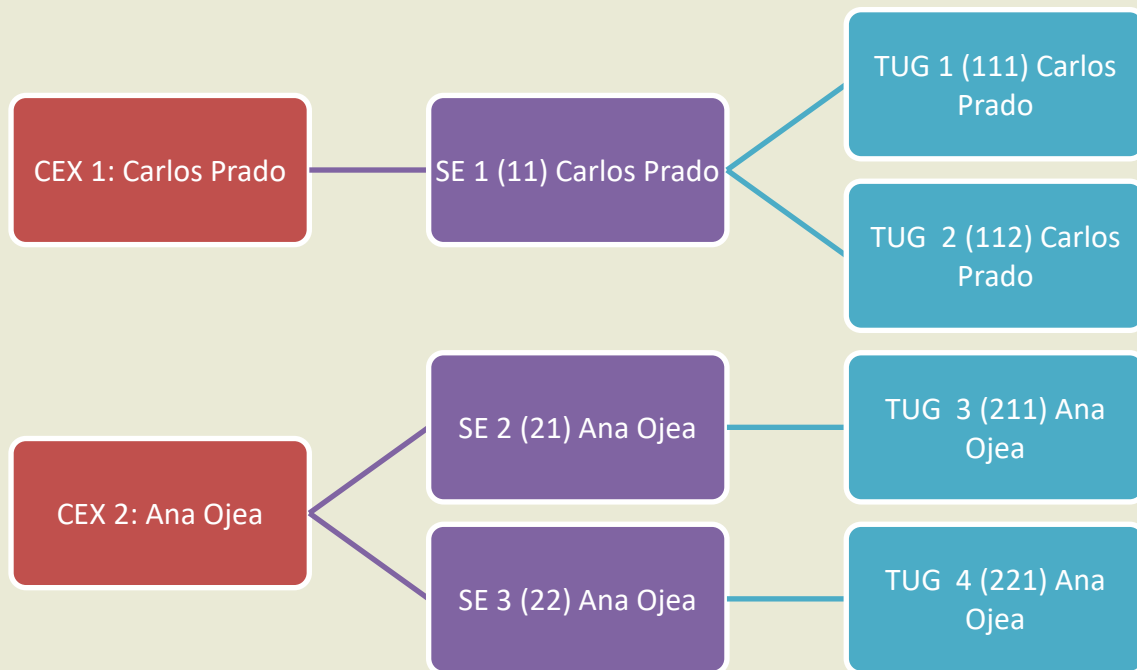 CEX 1: Carlos Prado
SE 1 (11) Carlos Prado
TUG 1 (111) Carlos
Prado
TUG 2 (112) Carlos
Prado
CEX 2: Ana Ojea
SE 2 (21) Ana Ojea
TUG 3 (211) Ana
Ojea
SE 3 (22) Ana Ojea
TUG 4 (221) Ana
Ojea